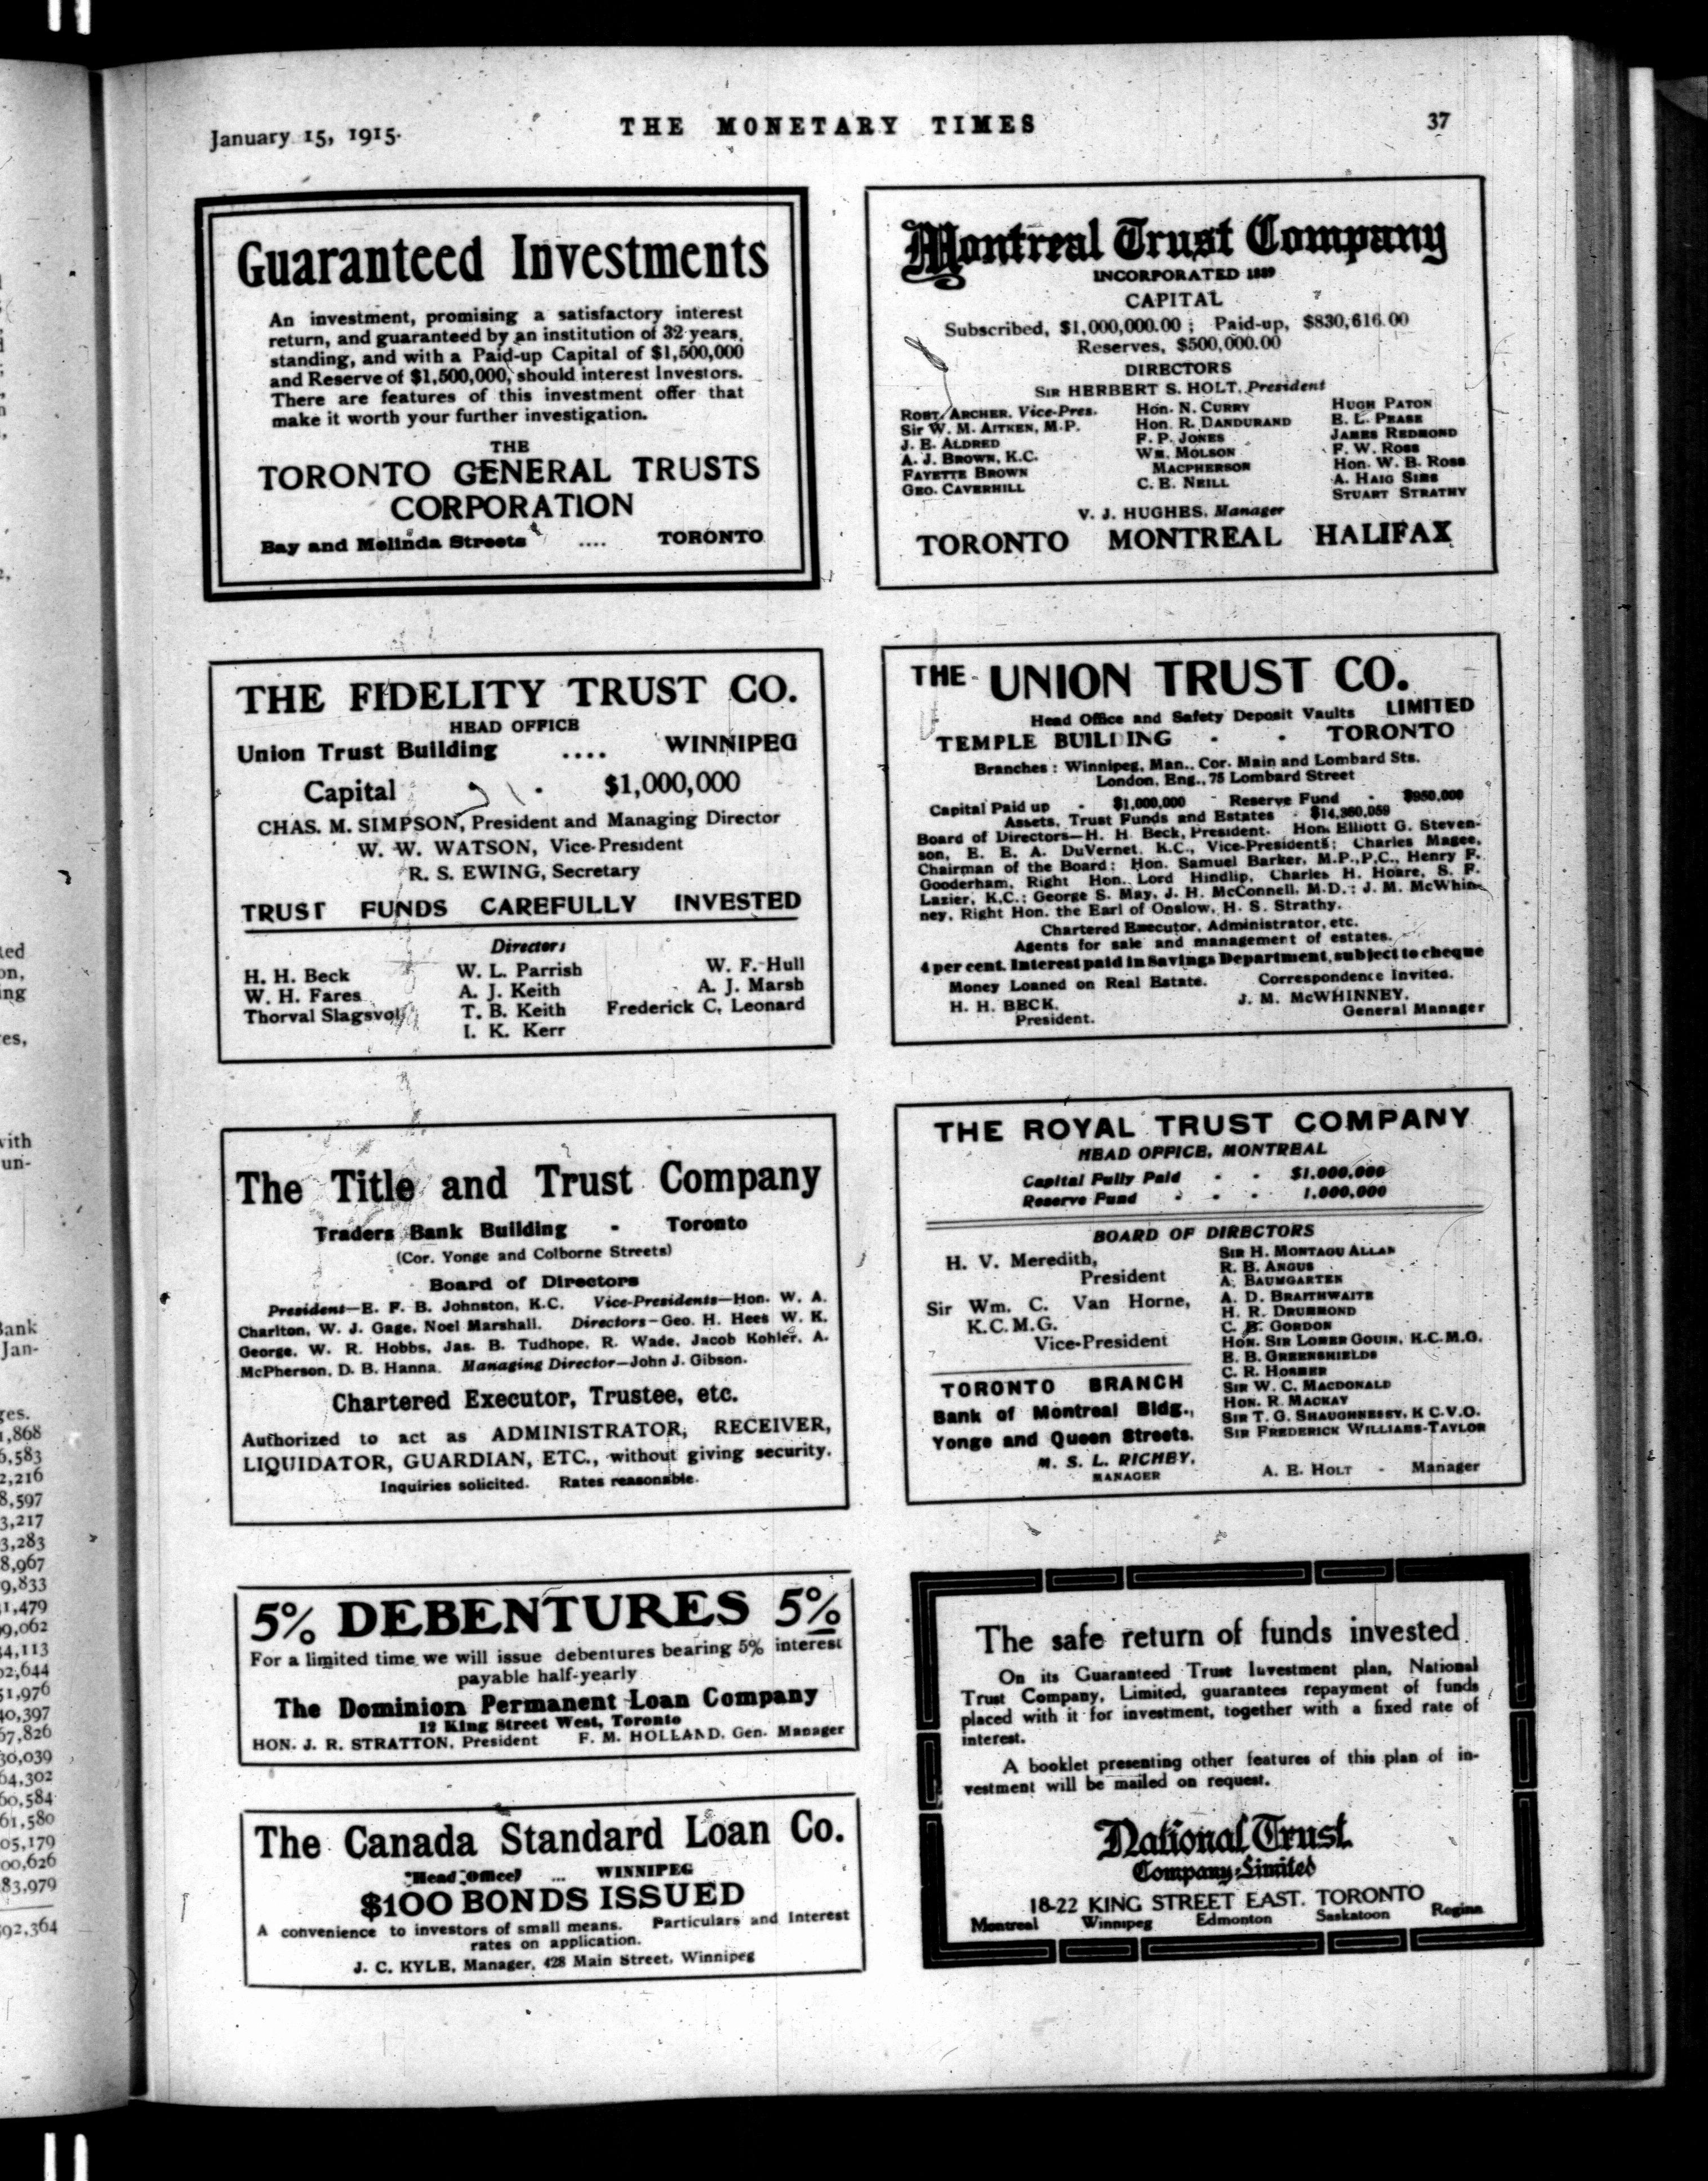 January 15, 1915.
THE MONETARY TIMES
37
Guaranteed Investments
An investment, promising a satisfactory interest
return, and guaranteed by an institution of 32 years,
standing, and with a Paid-up Capital of $1,500,000
and Reserve of $1,500,000, should interest Investors.
There are features of this investment offer that
make it worth your further investigation.
THE
TORONTO GENERAL TRUSTS
CORPORATION
Bay and Melinda Streets .... TORONTO
Montreal Trust Company
INCORPORATED 1889
CAPITAL
Subscribed, $1,000,000.00 ; Paid-up, $830,616.00
Reserves, $500,000.00
DIRECTORS
SIR HERBERT S. HOLT, President
ROBT. ARCHER, Vice-Pres.
Sir W. M. AITKEN, M.P.
J. E. ALDRED
A. J. BROWN, K.C.
FAYETTE BROWN
GEO. CAVERHILL
Hon. N. CURRY
Hon. R. DANDURAND
F. P. JONES
WM. MOLSON
MACPHERSON
C. E. NEILL
HUGH PATON
E. L. PEASE
JAMES REDMOND
F. W. ROSS
Hon. W. B. ROSS
A. HAIG SIMS
STUART STRATHY
V. J. HUGHES, Manager
TORONTO MONTREAL HALIFAX
THE FIDELITY TRUST CO.
HEAD OFFICE
Union Trust Building .... WINNIPEG
Capital - $1,000,000
CHAS. M. SIMPSON, President and Managing Director
W. W. WATSON, Vice-President
R. S. EWING, Secretary
TRUST FUNDS CAREFULLY INVESTED
Directors
H. H. Beck
W. H. Fares
Thorval Slagsvol
W. L. Parrish
A. J. Keith
T. B. Keith
I. K. Kerr
W. F. Hull
A. J. Marsh
Frederick C. Leonard
THE UNION TRUST CO.
LIMITED
Head Office and Safety Deposit Vaults
TEMPLE BUILDING - - TORONTO
Branches : Winnipeg, Man., Cor. Main and Lombard Sts.
London, Eng., 75 Lombard Street
Capital Paid up - $1,000,000 - Reserve Fund - $950,000
Assets, Trust Funds and Estates - $14,360,059
Board of Directors—H. H. Beck, President. Hon. Elliott G. Steven-
son, E. E. A. DuVernet, K.C., Vice-Presidents; Charles Magee,
Chairman of the Board; Hon. Samuel Barker, M.P., P.C., Henry F.
Gooderham, Right Hon. Lord Hindlip, Charles H. Hoare, S. F.
Lazier, K.C.; George S. May, J. H. McConnell, M.D.; J. M. McWhin-
ney, Right Hon. the Earl of Onslow, H. S. Strathy.
Chartered Executor, Administrator, etc.
Agents for sale and management of estates.
4 per cent. Interest paid in Savings Department, subject to cheque
Money Loaned on Real Estate. Correspondence Invited.
H. H. BECK,
President.
J. M. McWHINNEY,
General Manager
The Title and Trust Company
Traders Bank Building - Toronto
(Cor. Yonge and Colborne Streets)
Board of Directors
President—E. F. B. Johnston, K.C. Vice-Presidents—Hon. W. A.
Charlton, W. J. Gage, Noel Marshall. Directors—Geo. H. Hees W. K.
George, W. R. Hobbs, Jas. B. Tudhope, R. Wade, Jacob Kohler, A.
McPherson, D. B. Hanna. Managing Director—John J. Gibson.
Chartered Executor, Trustee, etc.
Authorized to act as ADMINISTRATOR, RECEIVER,
LIQUIDATOR, GUARDIAN, ETC., without giving security.
Inquiries solicited. Rates reasonable.
THE ROYAL TRUST COMPANY
HEAD OFFICE, MONTREAL
Capital Fully Paid - - $1,000,000
Reserve Fund - - - 1,000,000
BOARD OF DIRECTORS
H. V. Meredith,
President
Sir Wm. C. Van Horne,
K.C.M.G.
Vice-President
TORONTO BRANCH
Bank of Montreal Bldg.,
Yonge and Queen Streets.
M. S. L. RICHEY,
MANAGER
SIR H. MONTAGU ALLAN
R. B. ANGUS
A. BAUMGARTEN
A. D. BRAITHWAITE
H. R. DRUMMOND
C. B. GORDON
HON. SIR LOMER GOUIN, K.C.M.G.
E. B. GREENSHIELDS
C. R. HOSMER
SIR W. C. MACDONALD
HON. R. MACKAY
SIR T. G. SHAUGHNESSY, K C.V.O.
SIR FREDERICK WILLIAMS-TAYLOR
A. E. HOLT - Manager
5% DEBENTURES 5%
For a limited time we will issue debentures bearing 5% interest
payable half-yearly
The Dominion Permanent Loan Company
12 King Street West, Toronto
HON. J. R. STRATTON, President F. M. HOLLAND, Gen. Manager
The Canada Standard Loan Co.
Head Office ... WINNIPEG
$100 BONDS ISSUED
A convenience to investors of small means. Particulars and Interest
rates on application.
J. C. KYLE, Manager, 428 Main Street, Winnipeg
The safe return of funds invested
On its Guaranteed Trust Investment plan, National
Trust Company, Limited, guarantees repayment of funds
placed with it for investment, together with a fixed rate of
interest.
A booklet presenting other features of this plan of in-
vestment will be mailed on request.
National Trust
Company Limited
18-22 KING STREET EAST, TORONTO
Montreal Winnipeg Edmonton Saskatoon Regina